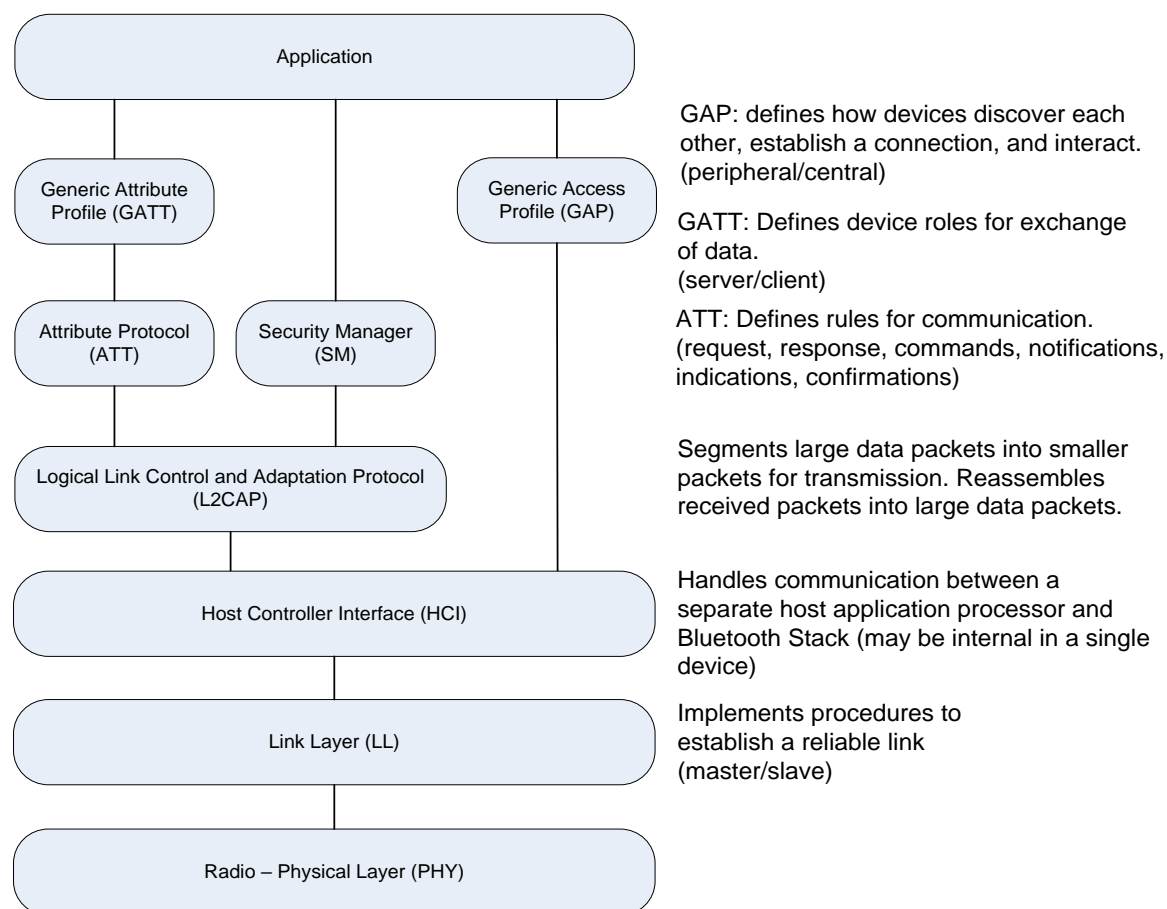 Application
GAP: defines how devices discover each
other, establish a connection, and interact.
(peripheral/central)
Generic Attribute
Profile (GATT)
Generic Access
Profile (GAP)
GATT: Defines device roles for exchange
of data.
(server/client)
Attribute Protocol
(ATT)
Security Manager
(SM)
ATT: Defines rules for communication.
(request, response, commands, notifications,
indications, confirmations)
Logical Link Control and Adaptation Protocol
(L2CAP)
Segments large data packets into smaller
packets for transmission. Reassembles
received packets into large data packets.
Host Controller Interface (HCI)
Handles communication between a
separate host application processor and
Bluetooth Stack (may be internal in a single
device)
Link Layer (LL)
Implements procedures to
establish a reliable link
(master/slave)
Radio – Physical Layer (PHY)